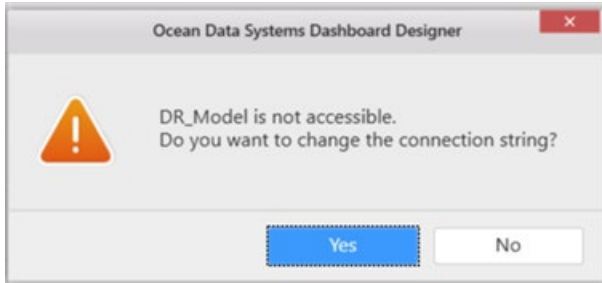 Ocean Data Systems Dashboard Designer
DR_Model is not accessible.
Do you want to change the connection string?
Yes
No